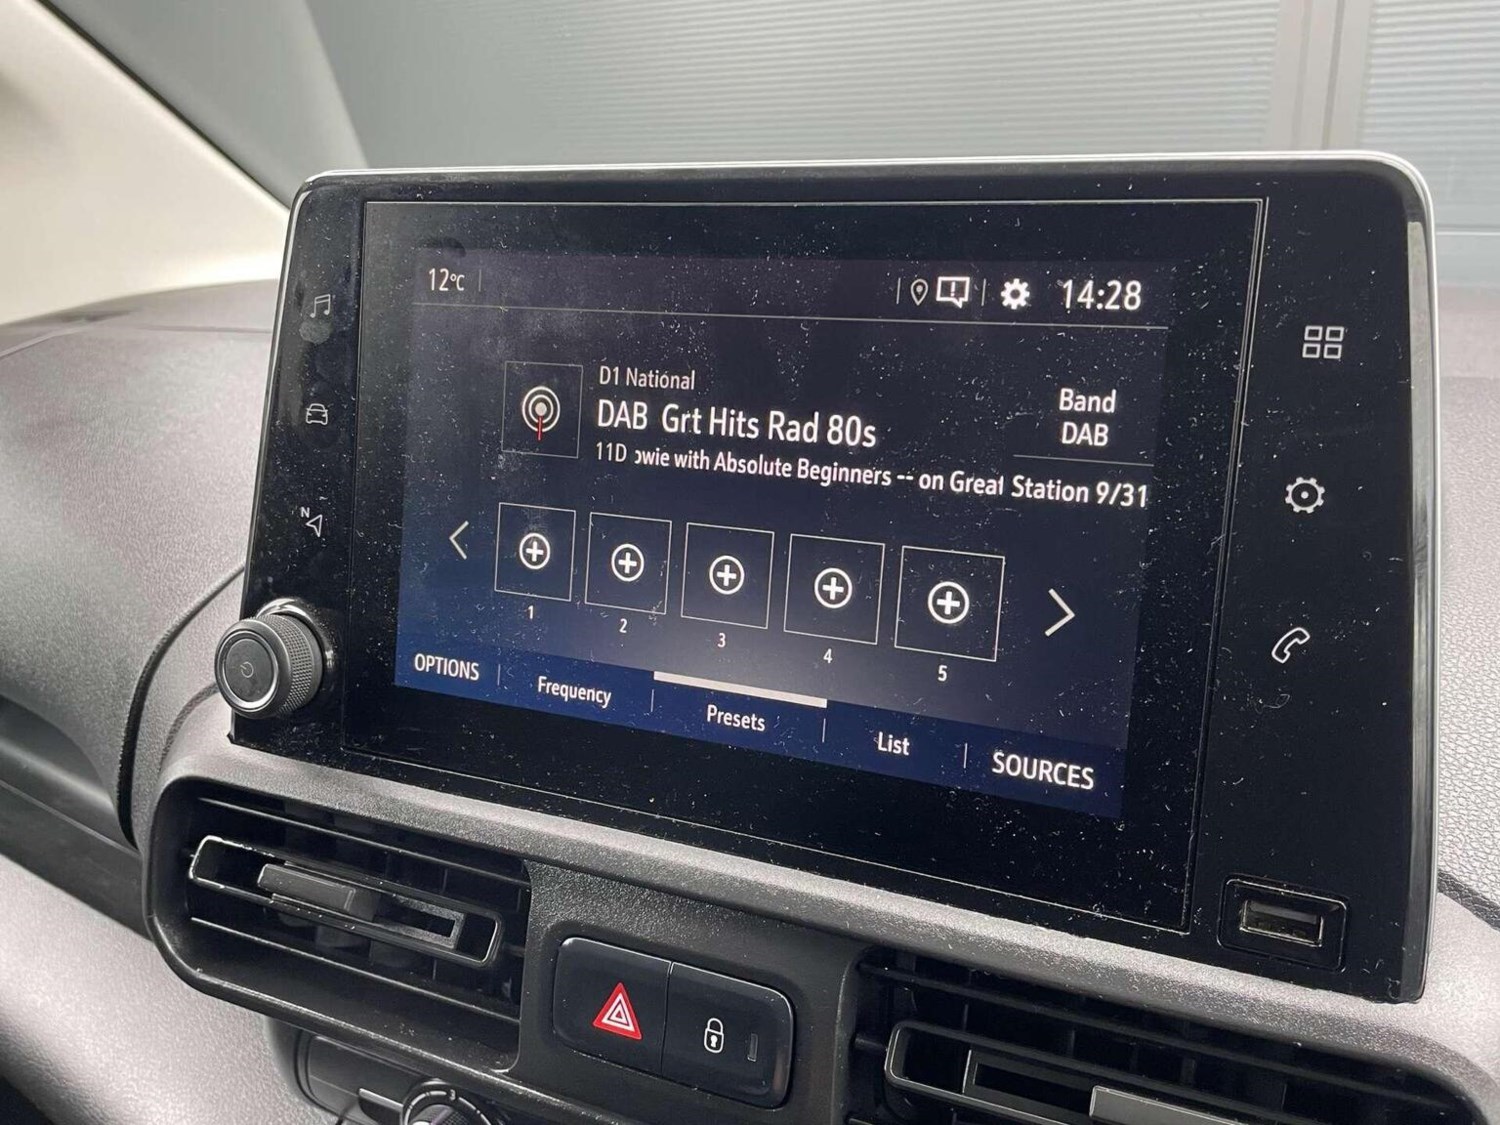 12°C
14:28
D1 National
DAB Grt Hits Rad 80s
Band
DAB
11D owie with Absolute Beginners -- on Great Station 9/31
N
1 2 3 4 5
OPTIONS Frequency Presets List SOURCES